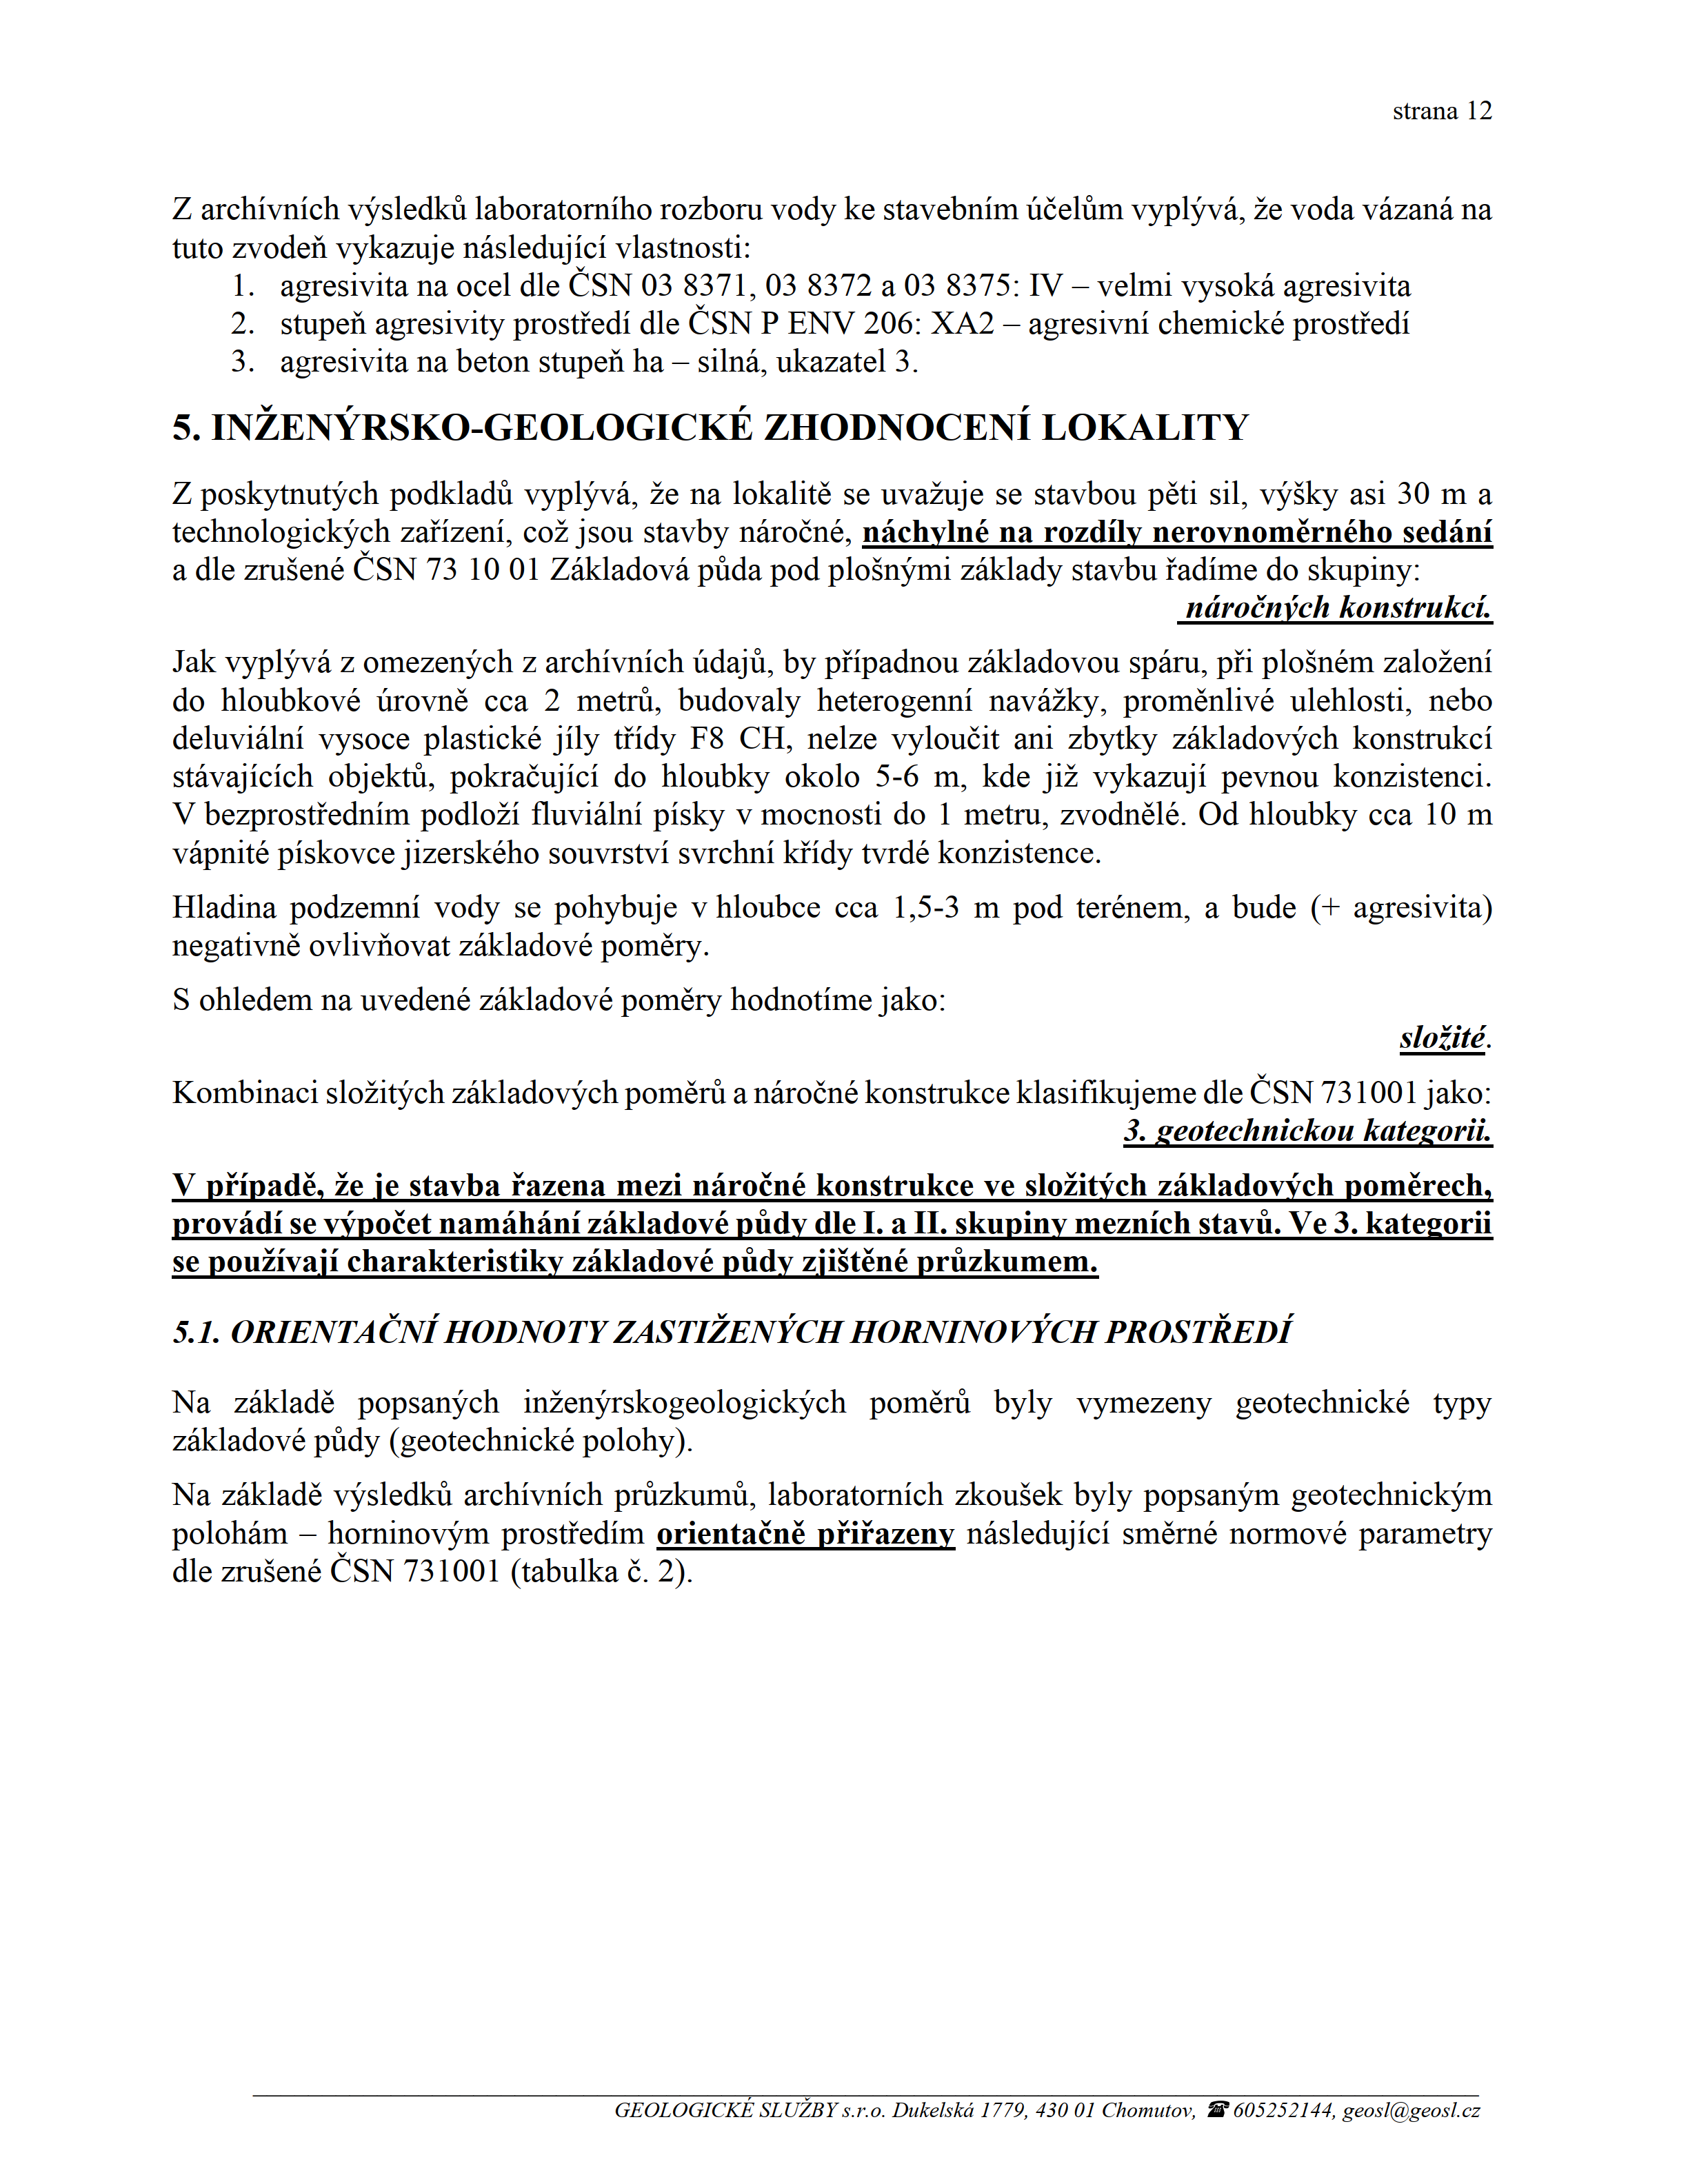 strana 12
Z archívních výsledků laboratorního rozboru vody ke stavebním účelům vyplývá, že voda vázaná na
tuto zvodeň vykazuje následující vlastnosti:
1. agresivita na ocel dle ČSN 03 8371, 03 8372 a 03 8375: IV – velmi vysoká agresivita
2. stupeň agresivity prostředí dle ČSN P ENV 206: XA2 – agresivní chemické prostředí
3. agresivita na beton stupeň ha – silná, ukazatel 3.
5. INŽENÝRSKO-GEOLOGICKÉ ZHODNOCENÍ LOKALITY
Z poskytnutých podkladů vyplývá, že na lokalitě se uvažuje se stavbou pěti sil, výšky asi 30 m a
technologických zařízení, což jsou stavby náročné, náchylné na rozdíly nerovnoměrného sedání
a dle zrušené ČSN 73 10 01 Základová půda pod plošnými základy stavbu řadíme do skupiny:
náročných konstrukcí.
Jak vyplývá z omezených z archívních údajů, by případnou základovou spáru, při plošném založení
do hloubkové úrovně cca 2 metrů, budovaly heterogenní navážky, proměnlivé ulehlosti, nebo
deluviální vysoce plastické jíly třídy F8 CH, nelze vyloučit ani zbytky základových konstrukcí
stávajících objektů, pokračující do hloubky okolo 5-6 m, kde již vykazují pevnou konzistenci.
V bezprostředním podloží fluviální písky v mocnosti do 1 metru, zvodnělé. Od hloubky cca 10 m
vápnité pískovce jizerského souvrství svrchní křídy tvrdé konzistence.
Hladina podzemní vody se pohybuje v hloubce cca 1,5-3 m pod terénem, a bude (+ agresivita)
negativně ovlivňovat základové poměry.
S ohledem na uvedené základové poměry hodnotíme jako:
složité.
Kombinaci složitých základových poměrů a náročné konstrukce klasifikujeme dle ČSN 731001 jako:
3. geotechnickou kategorii.
V případě, že je stavba řazena mezi náročné konstrukce ve složitých základových poměrech,
provádí se výpočet namáhání základové půdy dle I. a II. skupiny mezních stavů. Ve 3. kategorii
se používají charakteristiky základové půdy zjištěné průzkumem.
5.1. ORIENTAČNÍ HODNOTY ZASTIŽENÝCH HORNINOVÝCH PROSTŘEDÍ
Na základě popsaných inženýrskogeologických poměrů byly vymezeny geotechnické typy
základové půdy (geotechnické polohy).
Na základě výsledků archívních průzkumů, laboratorních zkoušek byly popsaným geotechnickým
polohám – horninovým prostředím orientačně přiřazeny následující směrné normové parametry
dle zrušené ČSN 731001 (tabulka č. 2).
GEOLOGICKÉ SLUŽBY s.r.o. Dukelská 1779, 430 01 Chomutov, ☎ 605252144, geosl@geosl.cz